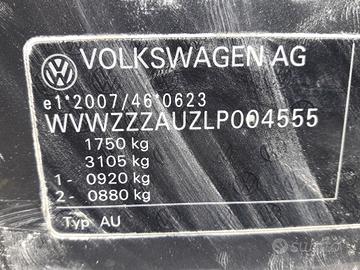 VOLKSWAGEN AG
e1*2007/46*0623
WVWZZZAUZLP004555
1750 kg
3105 kg
1- 0920 kg
2- 0880 kg
Typ AU
subito